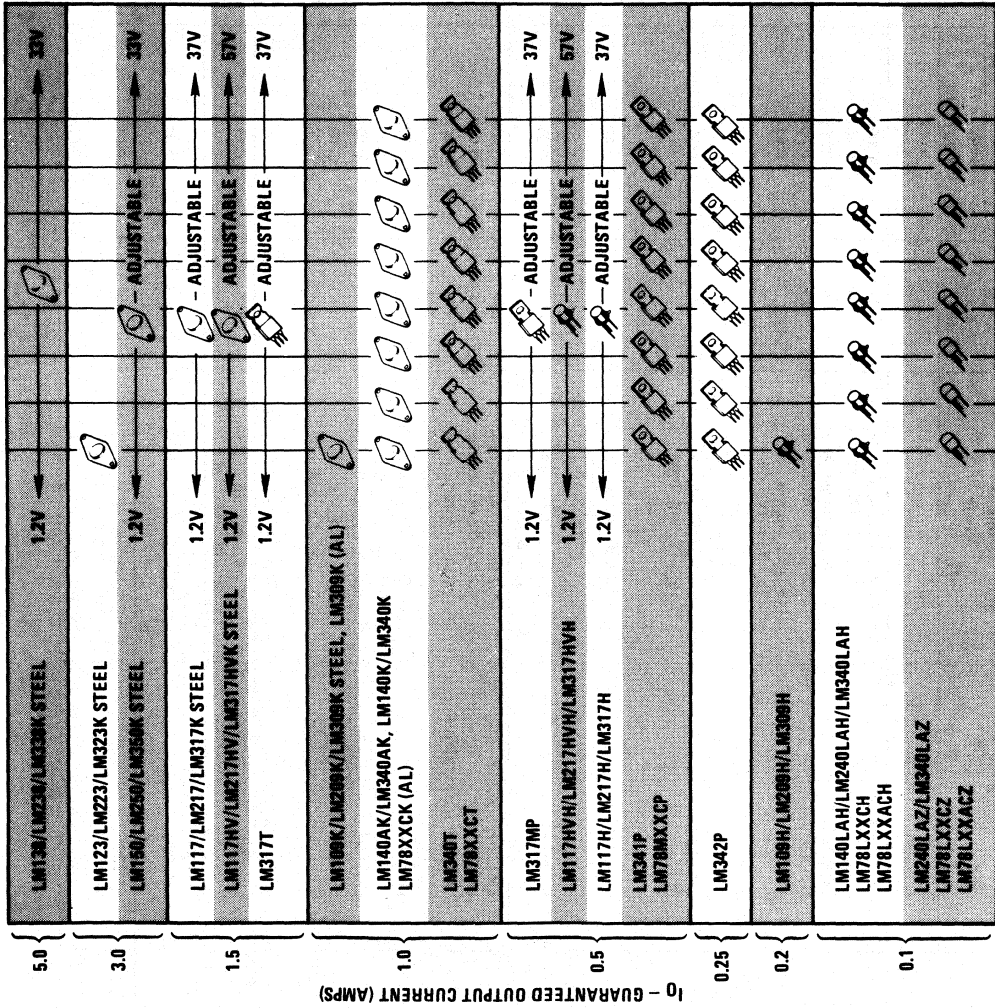 I₀ – GUARANTEED OUTPUT CURRENT (AMPS)
5.0
LM138/LM238/LM338K STEEL 1.2V 33V
3.0
LM123/LM223/LM323K STEEL
LM150/LM250/LM350K STEEL 1.2V ADJUSTABLE 33V
1.5
LM117/LM217/LM317K STEEL 1.2V ADJUSTABLE 37V
LM117HV/LM217HV/LM317HVK STEEL 1.2V ADJUSTABLE 57V
LM317T 1.2V ADJUSTABLE 37V
1.0
LM109K/LM209K/LM309K STEEL, LM309K (AL)
LM140AK/LM340AK, LM140K/LM340K
LM78XXCK (AL)
LM340T
LM78XXCT
0.5
LM317MP 1.2V ADJUSTABLE 37V
LM117HVH/LM217HVH/LM317HVH 1.2V ADJUSTABLE 57V
LM117H/LM217H/LM317H 1.2V ADJUSTABLE 37V
LM341P
LM78MXXCP
0.25
LM342P
0.2
LM109H/LM209H/LM309H
0.1
LM140LAH/LM240LAH/LM340LAH
LM78LXXCH
LM78LXXACH
LM240LAZ/LM340LAZ
LM78LXXCZ
LM78LXXACZ